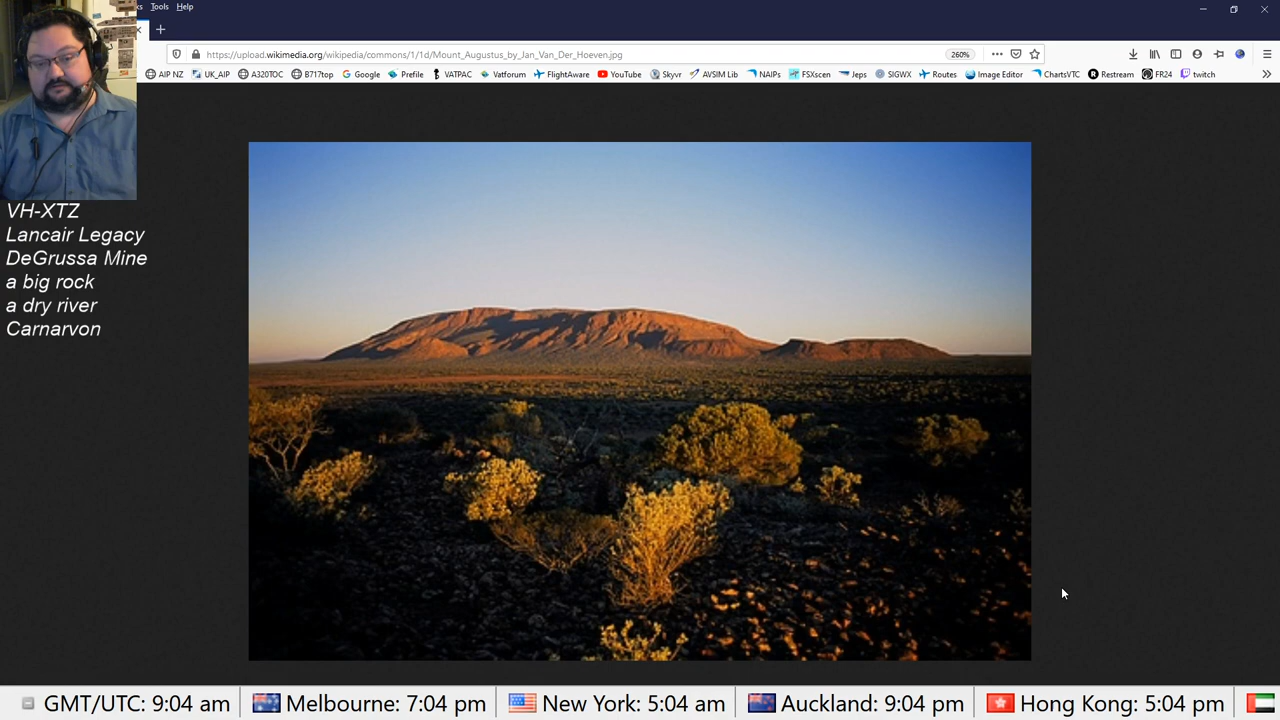 ks Tools Help
https://upload.wikimedia.org/wikipedia/commons/1/1d/Mount_Augustus_by_Jan_Van_Der_Hoeven.jpg 260%
AIP NZ UK_AIP A320TOC B717top Google Prefile VATPAC Vatforum FlightAware YouTube Skyvr AVSIM Lib NAIPs FSXscen Jeps SIGWX Routes Image Editor ChartsVTC Restream FR24 twitch
VH-XTZ
Lancair Legacy
DeGrussa Mine
a big rock
a dry river
Carnarvon
GMT/UTC: 9:04 am Melbourne: 7:04 pm New York: 5:04 am Auckland: 9:04 pm Hong Kong: 5:04 pm